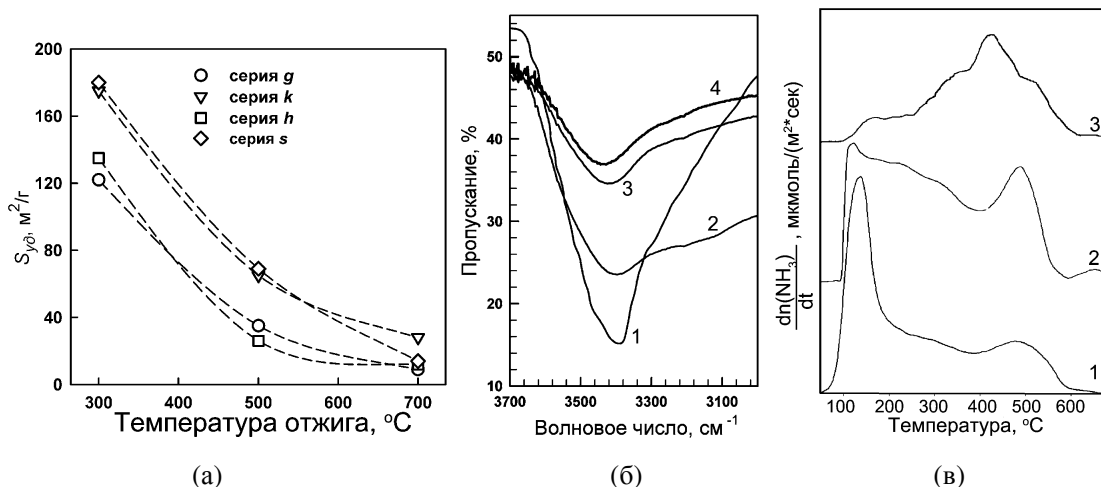 200
160
120
80
40
0
S_уд, м²/г
серия g
серия k
серия h
серия s
300 400 500 600 700
Температура отжига, °C
(а)
50
40
30
20
10
Пропускание, %
4
3
2
1
3700 3500 3300 3100
Волновое число, см⁻¹
(б)
dn(NH₃)/dt, мкмоль/(м²*сек)
3
2
1
100 200 300 400 500 600
Температура, °C
(в)